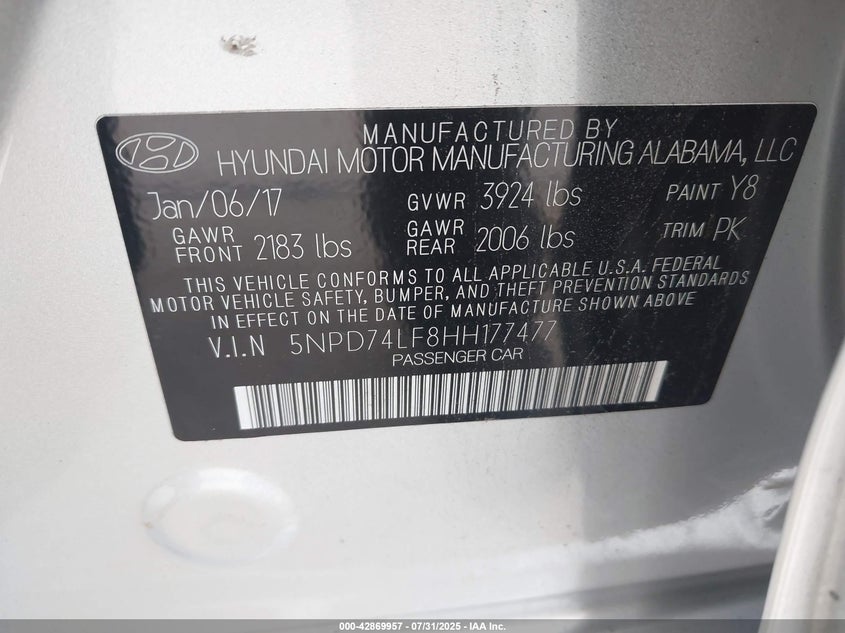 MANUFACTURED BY
HYUNDAI MOTOR MANUFACTURING ALABAMA, LLC
Jan/06/17 GVWR 3924 lbs PAINT Y8
GAWR FRONT 2183 lbs GAWR REAR 2006 lbs TRIM PK
THIS VEHICLE CONFORMS TO ALL APPLICABLE U.S.A. FEDERAL
MOTOR VEHICLE SAFETY, BUMPER, AND THEFT PREVENTION STANDARDS
IN EFFECT ON THE DATE OF MANUFACTURE SHOWN ABOVE
V.I.N 5NPD74LF8HH177477
PASSENGER CAR
000-42869957 - 07/31/2025 - IAA Inc.